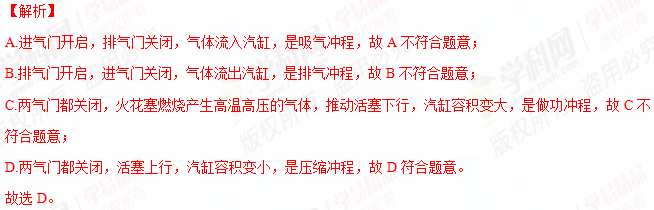 【解析】
A.进气门开启，排气门关闭，气体流入汽缸，是吸气冲程，故 A 不符合题意；
B.排气门开启，进气门关闭，气体流出汽缸，是排气冲程，故 B 不符合题意；
C.两气门都关闭，火花塞燃烧产生高温高压的气体，推动活塞下行，汽缸容积变大，是做功冲程，故 C 不
符合题意；
D.两气门都关闭，活塞上行，汽缸容积变小，是压缩冲程，故 D 符合题意。
故选 D。